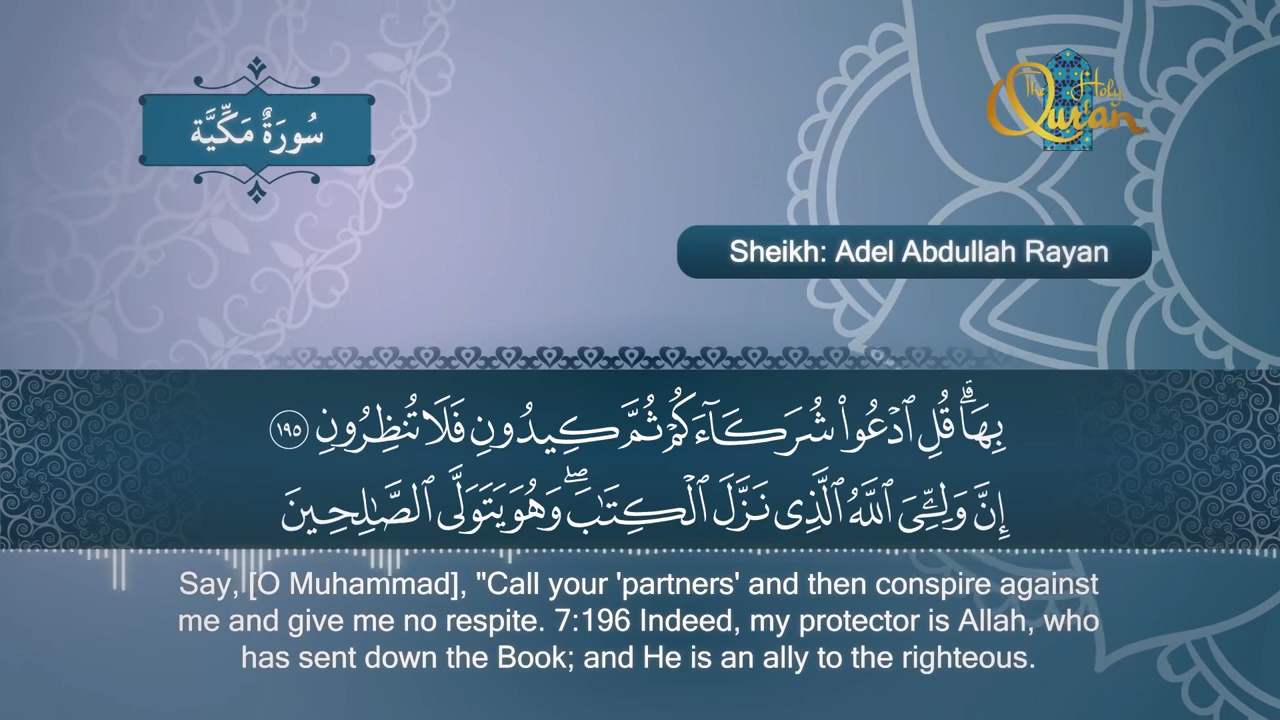 سُورَةٌ مَكِّيَّة
The Holy Qur'an
Sheikh: Adel Abdullah Rayan
بِهَاۗ قُلِ ٱدْعُوا۟ شُرَكَآءَكُمْ ثُمَّ كِيدُونِ فَلَا تُنظِرُونِ ١٩٥
إِنَّ وَلِـِّۧىَ ٱللَّهُ ٱلَّذِى نَزَّلَ ٱلْكِتَـٰبَ ۖ وَهُوَ يَتَوَلَّى ٱلصَّـٰلِحِينَ
Say, [O Muhammad], "Call your 'partners' and then conspire against
me and give me no respite. 7:196 Indeed, my protector is Allah, who
has sent down the Book; and He is an ally to the righteous.